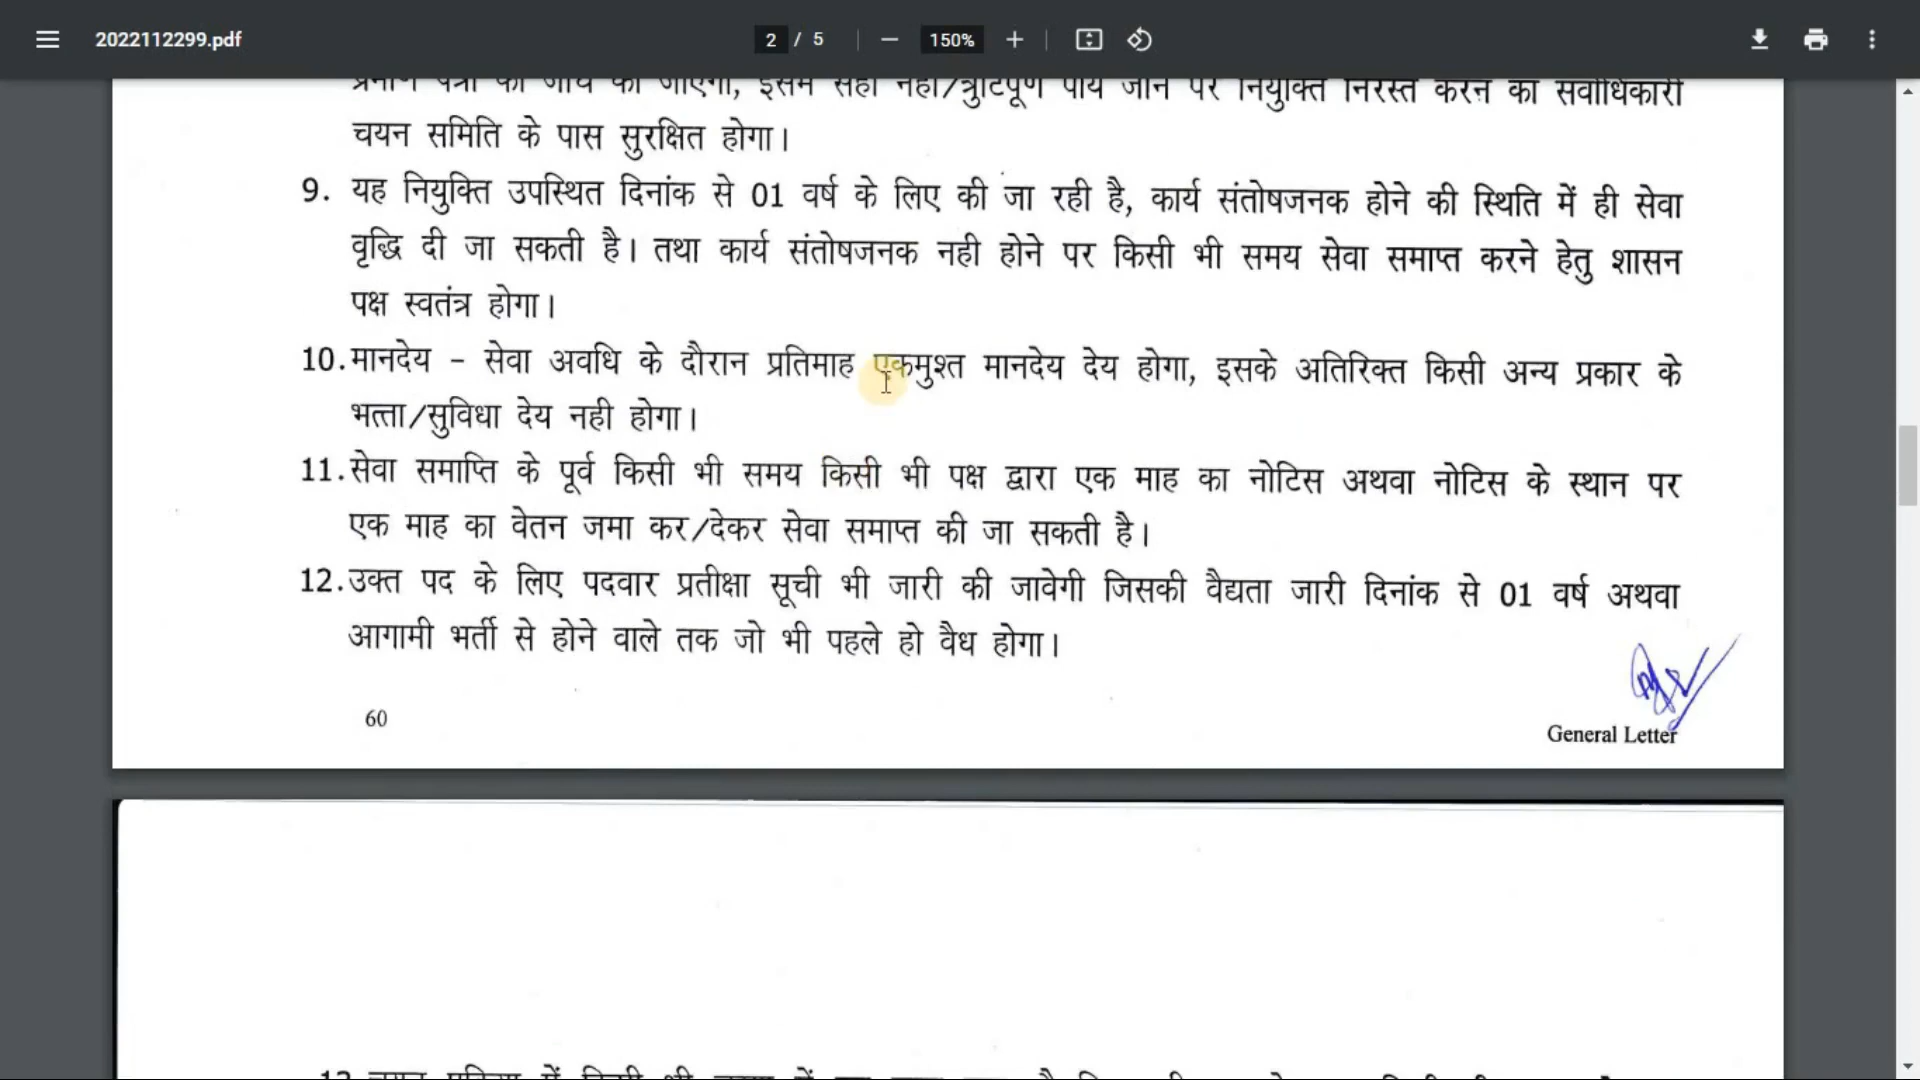 2022112299.pdf
2 / 5
150%
चयन समिति के पास सुरक्षित होगा।
9. यह नियुक्ति उपस्थित दिनांक से 01 वर्ष के लिए की जा रही है, कार्य संतोषजनक होने की स्थिति में ही सेवा
वृद्धि दी जा सकती है। तथा कार्य संतोषजनक नही होने पर किसी भी समय सेवा समाप्त करने हेतु शासन
पक्ष स्वतंत्र होगा।
10. मानदेय – सेवा अवधि के दौरान प्रतिमाह एकमुश्त मानदेय देय होगा, इसके अतिरिक्त किसी अन्य प्रकार के
भत्ता/सुविधा देय नही होगा।
11. सेवा समाप्ति के पूर्व किसी भी समय किसी भी पक्ष द्वारा एक माह का नोटिस अथवा नोटिस के स्थान पर
एक माह का वेतन जमा कर/देकर सेवा समाप्त की जा सकती है।
12. उक्त पद के लिए पदवार प्रतीक्षा सूची भी जारी की जावेगी जिसकी वैद्यता जारी दिनांक से 01 वर्ष अथवा
आगामी भर्ती से होने वाले तक जो भी पहले हो वैध होगा।
60
General Letter